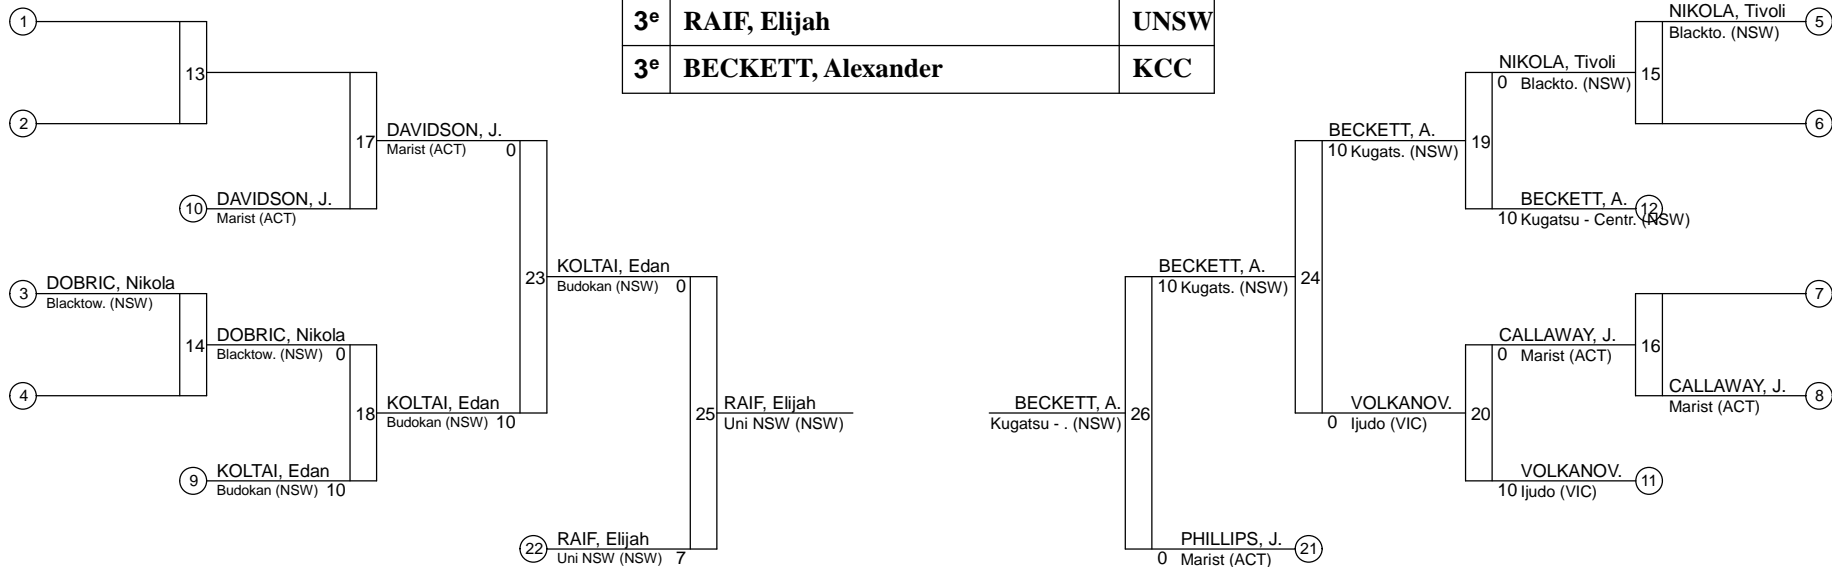 3e RAIF, Elijah UNSW
3e BECKETT, Alexander KCC
1
13
2
17
DAVIDSON, J.
Marist (ACT) 0
10 DAVIDSON, J.
Marist (ACT)
3 DOBRIC, Nikola
Blacktow. (NSW)
14
DOBRIC, Nikola
Blacktow. (NSW) 0
4
18
KOLTAI, Edan
Budokan (NSW) 10
9 KOLTAI, Edan
Budokan (NSW) 10
23
KOLTAI, Edan
Budokan (NSW) 0
25
RAIF, Elijah
Uni NSW (NSW)
22 RAIF, Elijah
Uni NSW (NSW) 7
NIKOLA, Tivoli 5
Blackto. (NSW)
NIKOLA, Tivoli
0 Blackto. (NSW)
15
6
BECKETT, A.
10 Kugats. (NSW)
19
BECKETT, A. 12
10 Kugatsu - Centr. (NSW)
BECKETT, A.
10 Kugats. (NSW)
24
7
CALLAWAY, J.
0 Marist (ACT)
16
CALLAWAY, J. 8
Marist (ACT)
VOLKANOV.
0 Ijudo (VIC)
20
VOLKANOV. 11
10 Ijudo (VIC)
BECKETT, A.
Kugatsu - . (NSW)
26
PHILLIPS, J. 21
0 Marist (ACT)